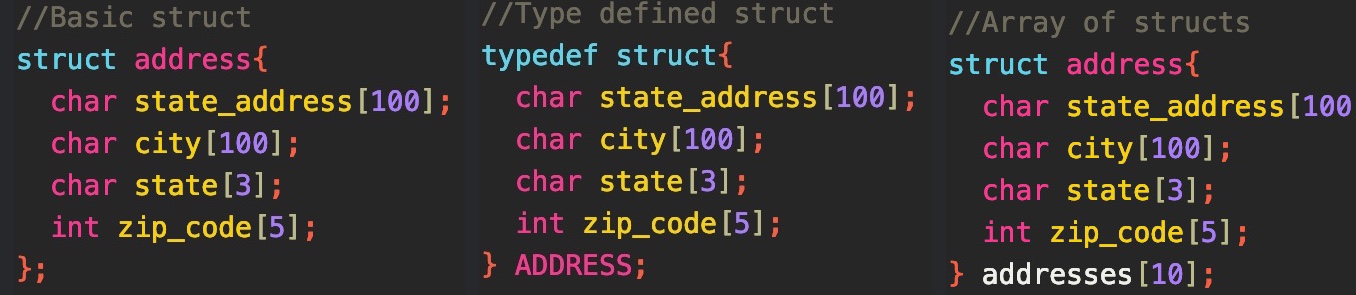 //Basic struct
struct address{
  char state_address[100];
  char city[100];
  char state[3];
  int zip_code[5];
};
//Type defined struct
typedef struct{
  char state_address[100];
  char city[100];
  char state[3];
  int zip_code[5];
} ADDRESS;
//Array of structs
struct address{
  char state_address[100
  char city[100];
  char state[3];
  int zip_code[5];
} addresses[10];